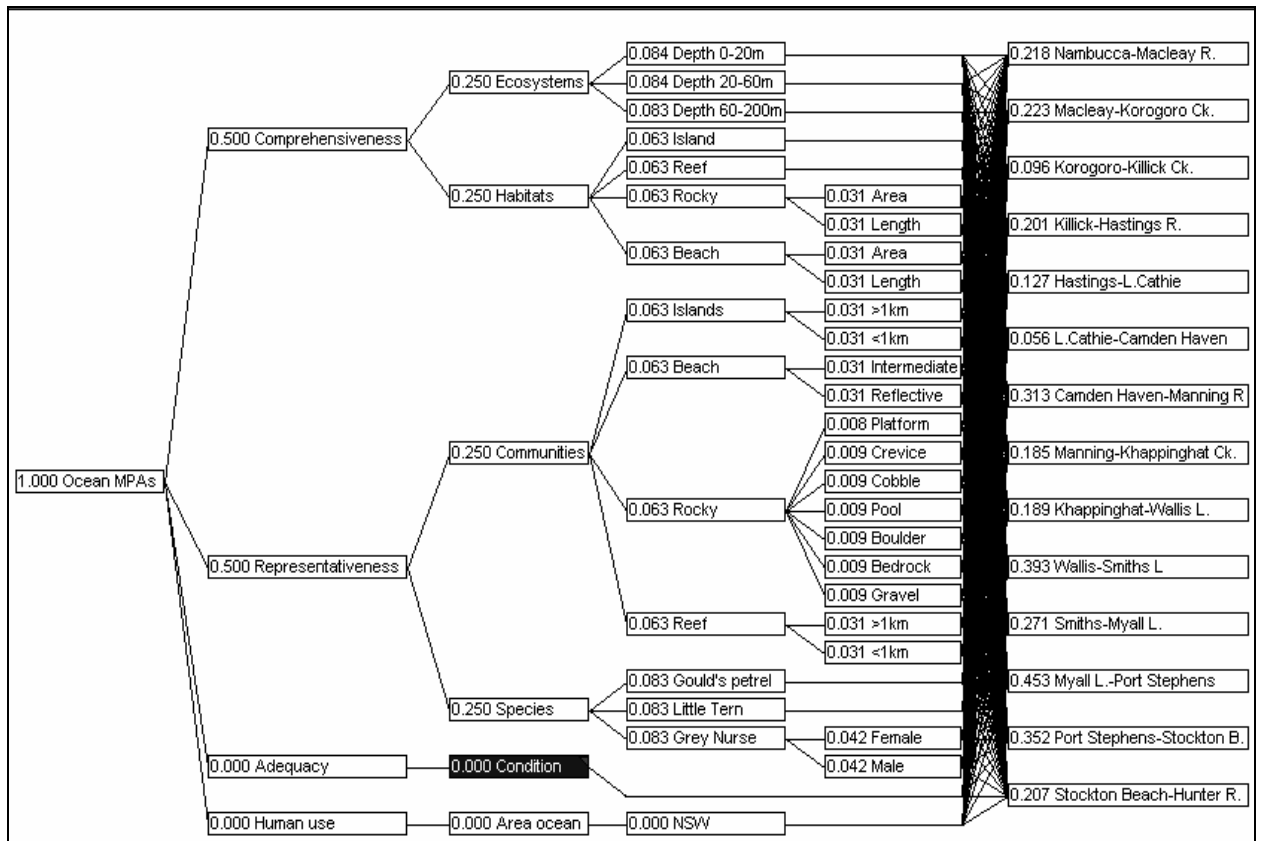 1.000 Ocean MPAs
0.500 Comprehensiveness
0.500 Representativeness
0.000 Adequacy
0.000 Human use
0.250 Ecosystems
0.250 Habitats
0.250 Communities
0.250 Species
0.000 Condition
0.000 Area ocean
0.084 Depth 0-20m
0.084 Depth 20-60m
0.083 Depth 60-200m
0.063 Island
0.063 Reef
0.063 Rocky
0.063 Beach
0.063 Islands
0.063 Beach
0.063 Rocky
0.063 Reef
0.083 Gould's petrel
0.083 Little Tern
0.083 Grey Nurse
0.000 NSW
0.031 Area
0.031 Length
0.031 Area
0.031 Length
0.031 >1km
0.031 <1km
0.031 Intermediate
0.031 Reflective
0.008 Platform
0.009 Crevice
0.009 Cobble
0.009 Pool
0.009 Boulder
0.009 Bedrock
0.009 Gravel
0.031 >1km
0.031 <1km
0.042 Female
0.042 Male
0.218 Nambucca-Macleay R.
0.223 Macleay-Korogoro Ck.
0.096 Korogoro-Killick Ck.
0.201 Killick-Hastings R.
0.127 Hastings-L.Cathie
0.056 L.Cathie-Camden Haven
0.313 Camden Haven-Manning R
0.185 Manning-Khappinghat Ck.
0.189 Khappinghat-Wallis L.
0.393 Wallis-Smiths L
0.271 Smiths-Myall L.
0.453 Myall L.-Port Stephens
0.352 Port Stephens-Stockton B.
0.207 Stockton Beach-Hunter R.